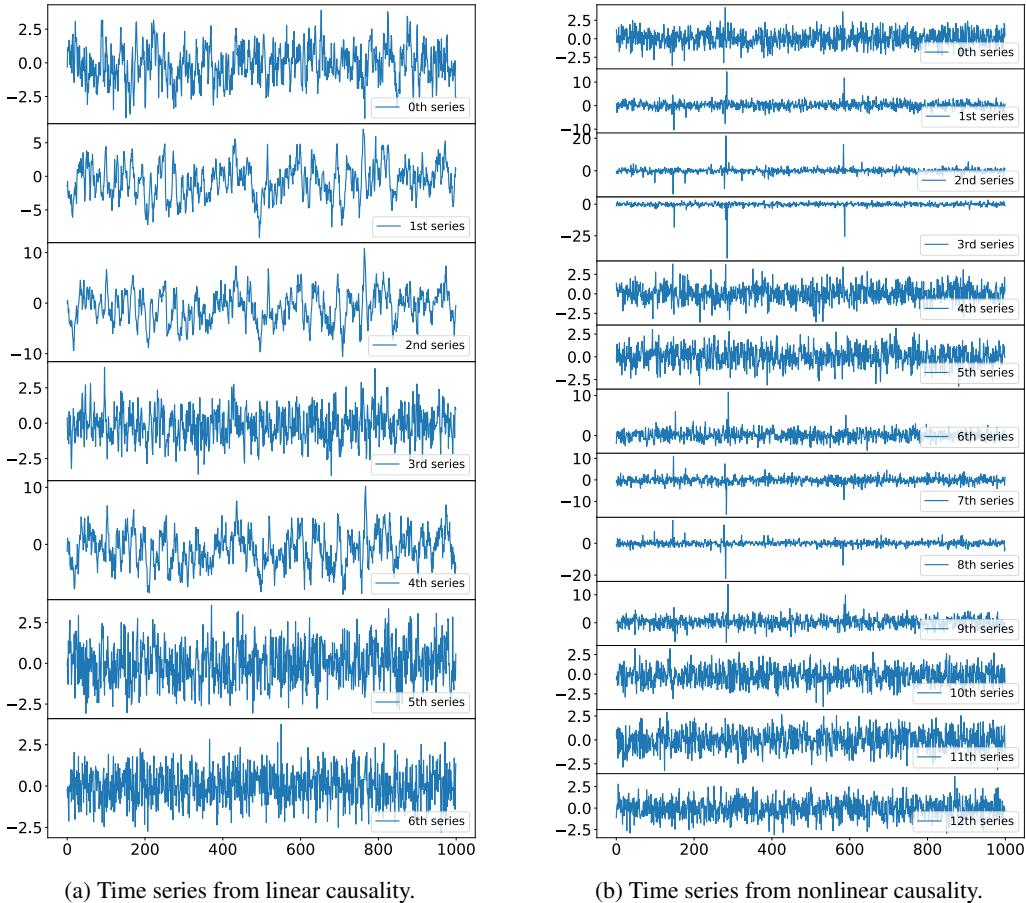 2.5
0.0
−2.5
0th series
5
0
−5
1st series
10
0
−10
2nd series
2.5
0.0
−2.5
3rd series
10
0
4th series
2.5
0.0
−2.5
5th series
2.5
0.0
−2.5
6th series
0 200 400 600 800 1000
(a) Time series from linear causality.
2.5
0.0
−2.5
0th series
10
0
−10
1st series
20
0
2nd series
0
−25
3rd series
2.5
0.0
−2.5
4th series
2.5
0.0
−2.5
5th series
10
0
6th series
10
0
−10
7th series
0
−20
8th series
10
0
9th series
2.5
0.0
−2.5
10th series
2.5
0.0
−2.5
11th series
2.5
0.0
−2.5
12th series
0 200 400 600 800 1000
(b) Time series from nonlinear causality.